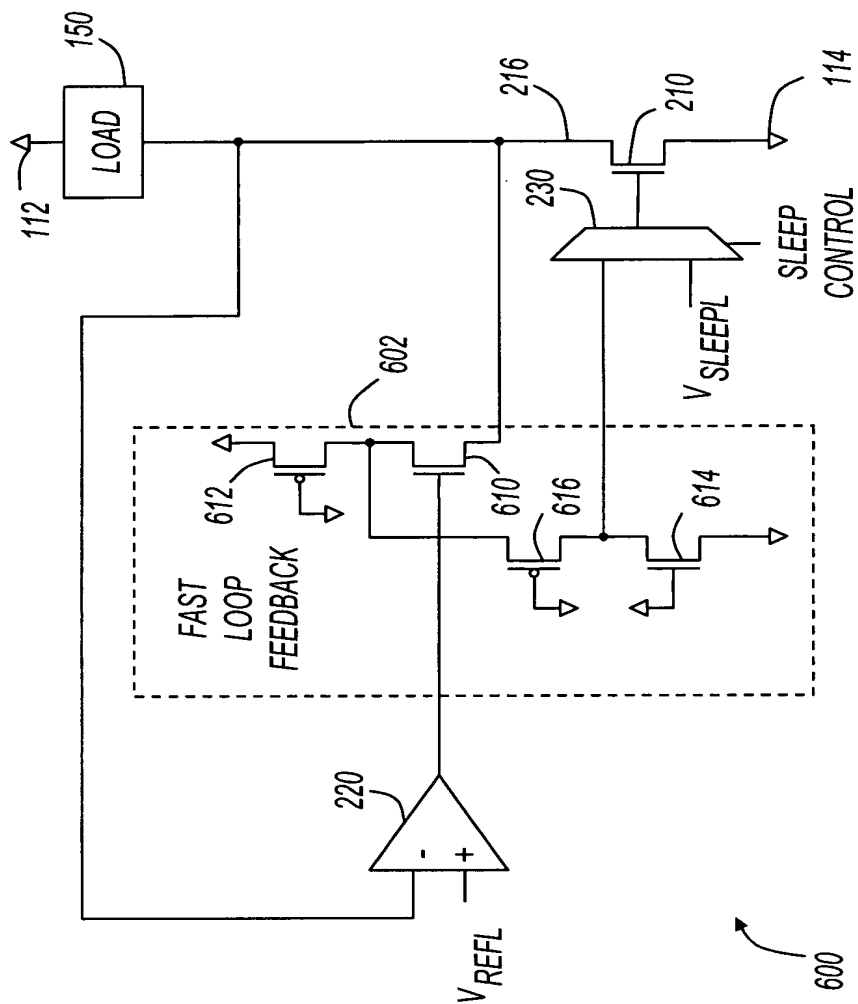 112
150
LOAD
216
210
114
230
SLEEP
CONTROL
V SLEEPL
602
612
610
616
614
FAST
LOOP
FEEDBACK
220
-
+
V REFL
600